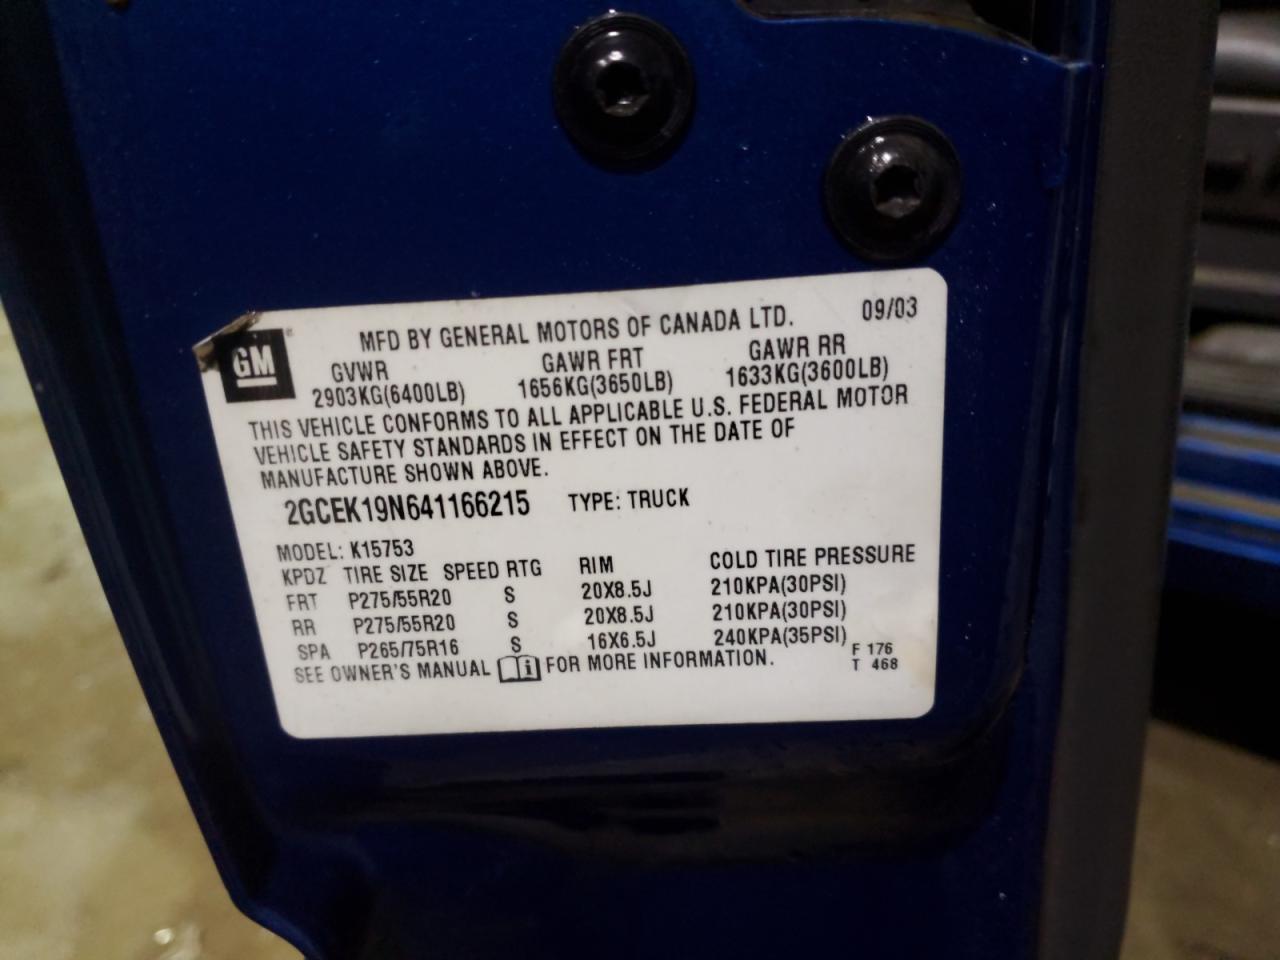 GM ®
MFD BY GENERAL MOTORS OF CANADA LTD. 09/03
GVWR GAWR FRT GAWR RR
2903KG(6400LB) 1656KG(3650LB) 1633KG(3600LB)
THIS VEHICLE CONFORMS TO ALL APPLICABLE U.S. FEDERAL MOTOR
VEHICLE SAFETY STANDARDS IN EFFECT ON THE DATE OF
MANUFACTURE SHOWN ABOVE.
2GCEK19N641166215 TYPE: TRUCK
MODEL: K15753
KPDZ TIRE SIZE SPEED RTG RIM COLD TIRE PRESSURE
FRT P275/55R20 S 20X8.5J 210KPA(30PSI)
RR P275/55R20 S 20X8.5J 210KPA(30PSI)
SPA P265/75R16 S 16X6.5J 240KPA(35PSI)
SEE OWNER'S MANUAL i FOR MORE INFORMATION.
F 176
T 468